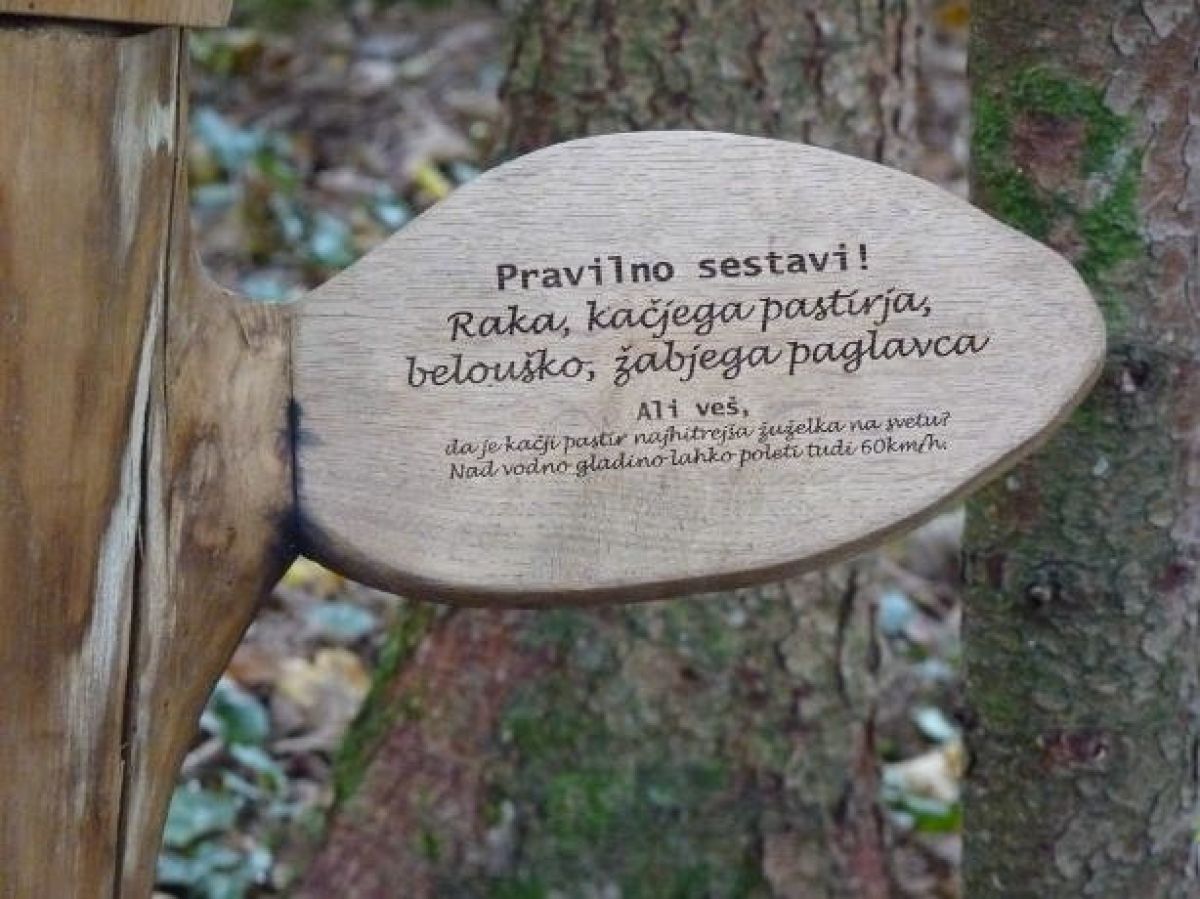 Pravilno sestavi!
Raka, kačjega pastirja,
belouško, žabjega paglavca
Ali veš,
da je kačji pastir najhitrejša žuželka na svetu?
Nad vodno gladino lahko poleti tudi 60km/h.